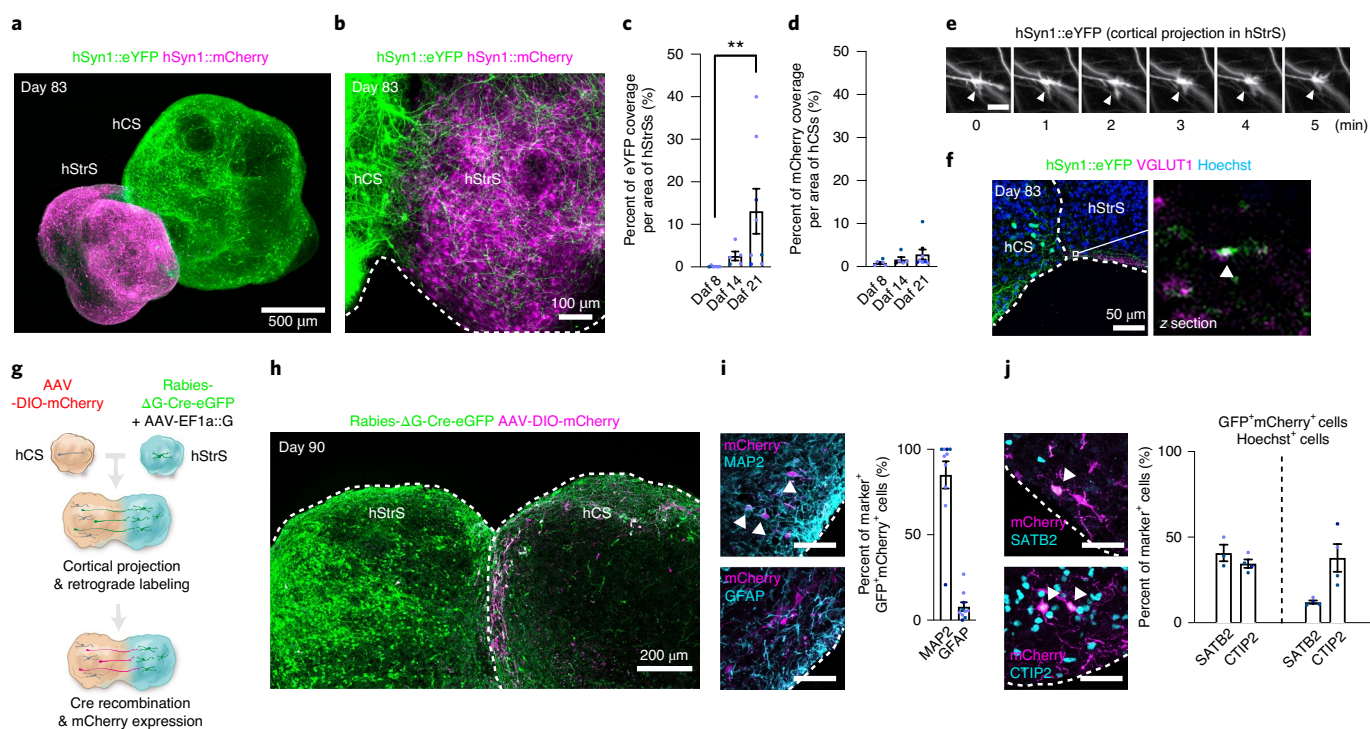 a
hSyn1::eYFP hSyn1::mCherry
Day 83
hCS
hStrS
500 μm
b
hSyn1::eYFP hSyn1::mCherry
Day 83
hCS
hStrS
100 μm
c
Percent of eYFP coverage
per area of hStrSs (%)
**
50
40
30
20
10
0
Daf 8
Daf 14
Daf 21
d
Percent of mCherry coverage
per area of hCSs (%)
50
40
30
20
10
0
Daf 8
Daf 14
Daf 21
e
hSyn1::eYFP (cortical projection in hStrS)
0 1 2 3 4 5 (min)
f
hSyn1::eYFP VGLUT1 Hoechst
Day 83
hStrS
hCS
50 μm
z section
g
AAV
-DIO-mCherry
Rabies-
ΔG-Cre-eGFP
+ AAV-EF1a::G
hCS
hStrS
Cortical projection
& retrograde labeling
Cre recombination
& mCherry expression
h
Rabies-ΔG-Cre-eGFP AAV-DIO-mCherry
Day 90
hStrS
hCS
200 μm
i
mCherry
MAP2
mCherry
GFAP
Percent of marker⁺
GFP⁺mCherry⁺ cells (%)
100
50
0
MAP2
GFAP
j
mCherry
SATB2
mCherry
CTIP2
GFP⁺mCherry⁺ cells
Hoechst⁺ cells
Percent of marker⁺ cells (%)
100
50
0
SATB2
CTIP2
SATB2
CTIP2